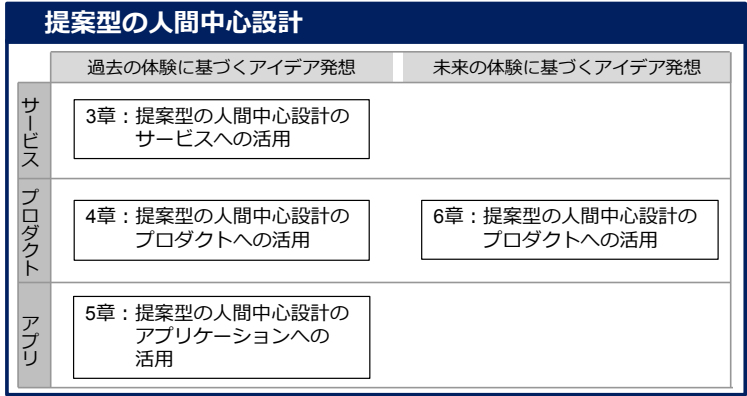 提案型の人間中心設計
過去の体験に基づくアイデア発想
未来の体験に基づくアイデア発想
サービス
3章：提案型の人間中心設計の
サービスへの活用
プロダクト
4章：提案型の人間中心設計の
プロダクトへの活用
6章：提案型の人間中心設計の
プロダクトへの活用
アプリ
5章：提案型の人間中心設計の
アプリケーションへの
活用